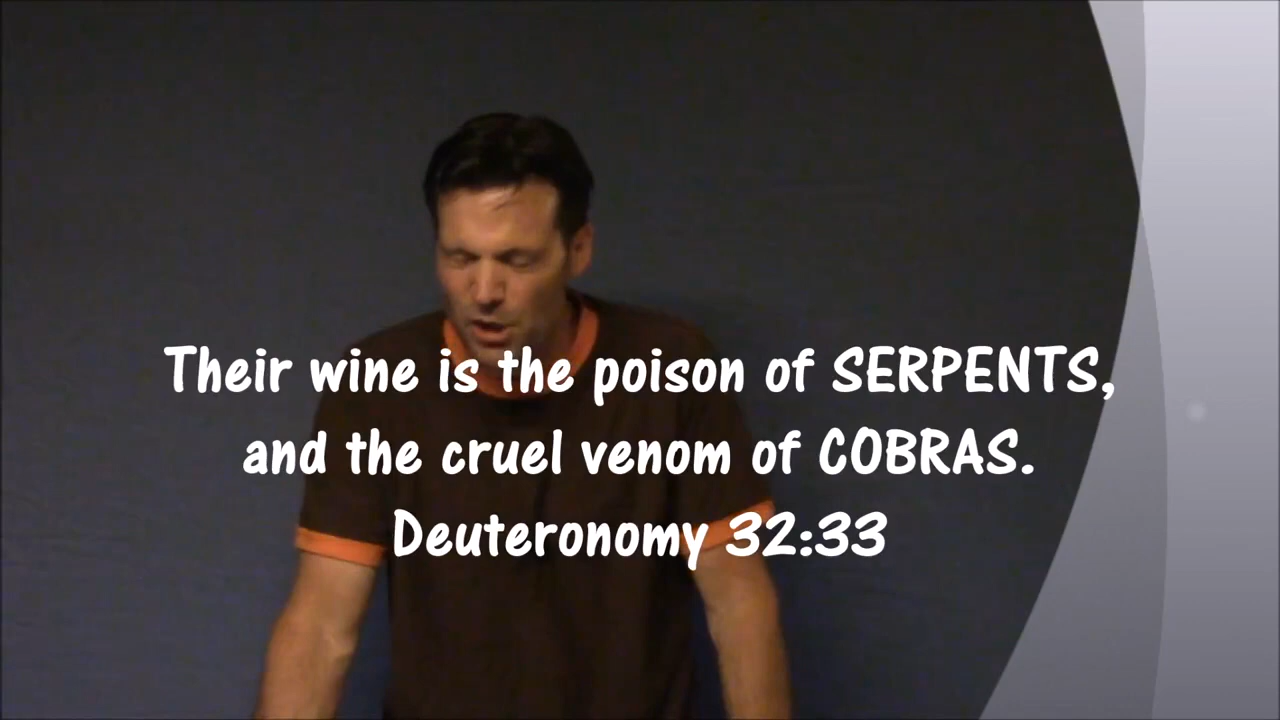 Their wine is the poison of SERPENTS,
and the cruel venom of COBRAS.
Deuteronomy 32:33